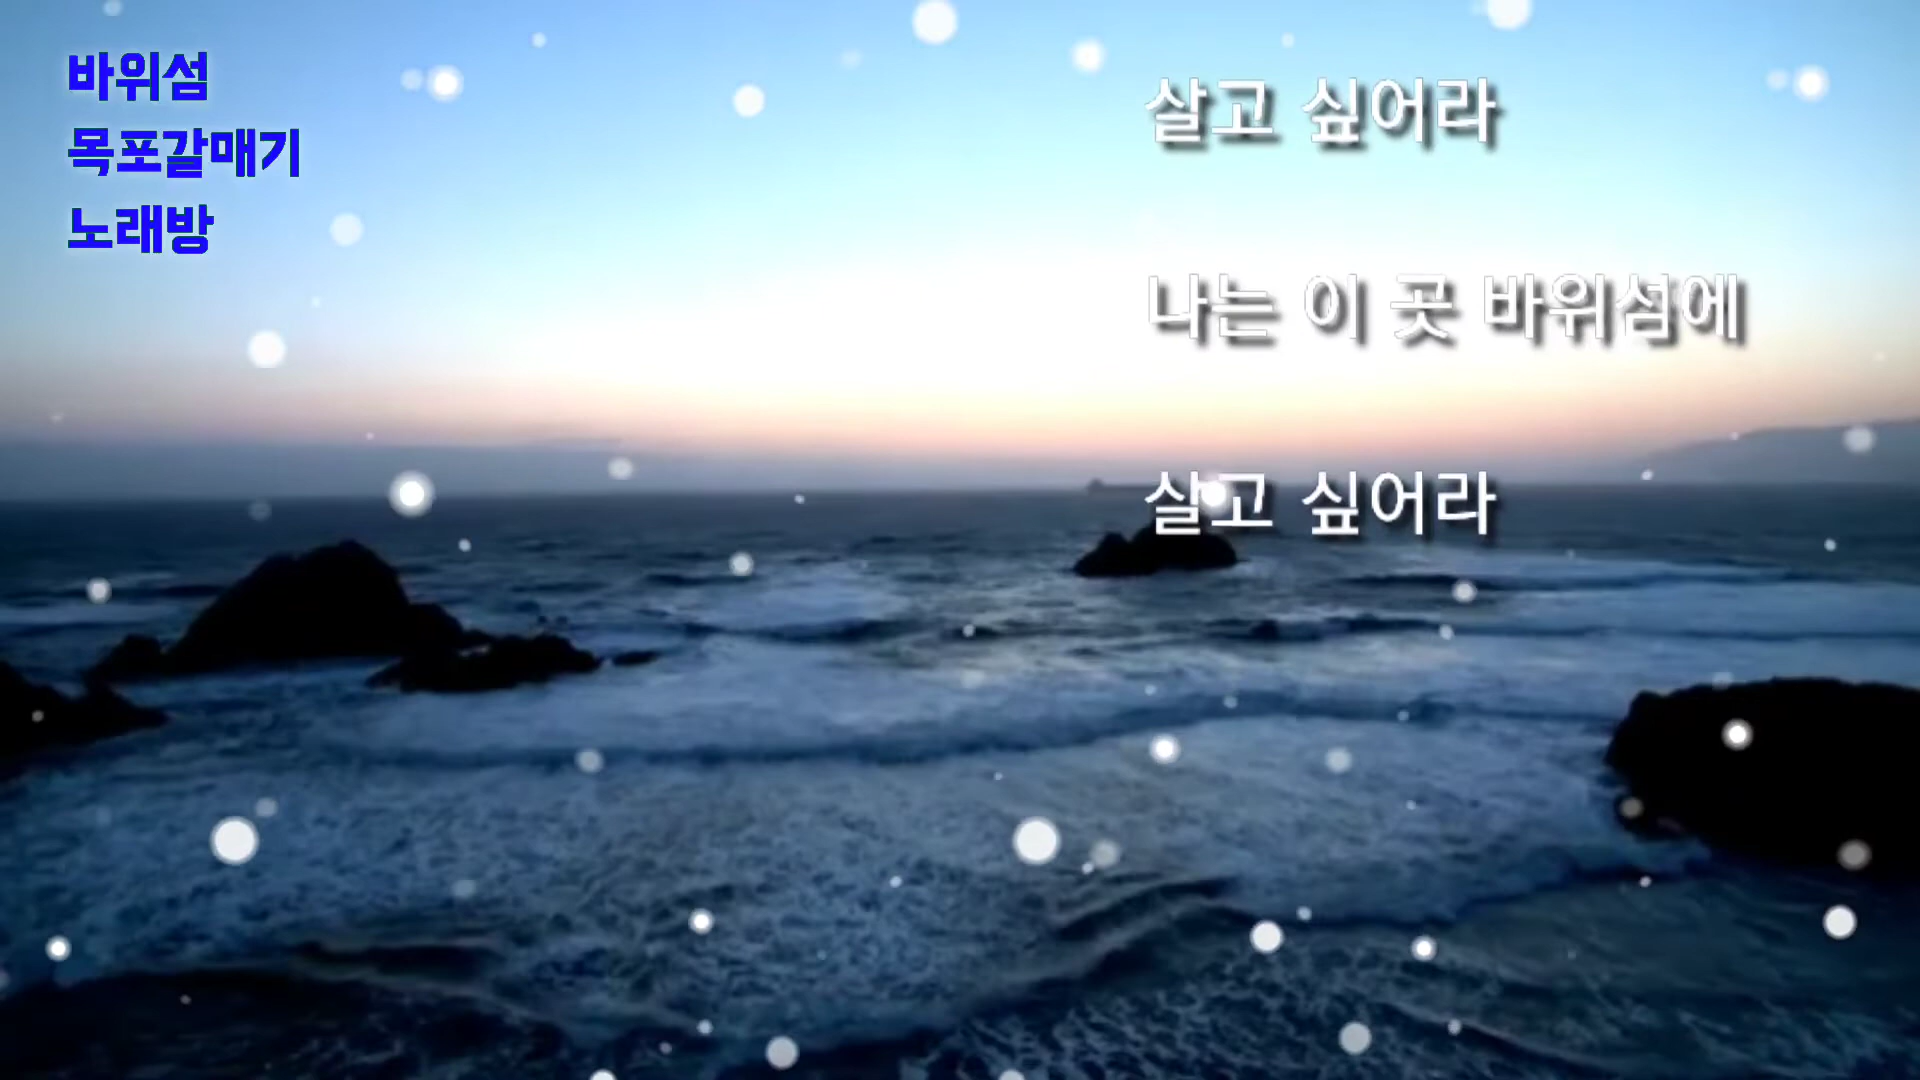 바위섬
목포갈매기
노래방
살고 싶어라
나는 이 곳 바위섬에
살고 싶어라